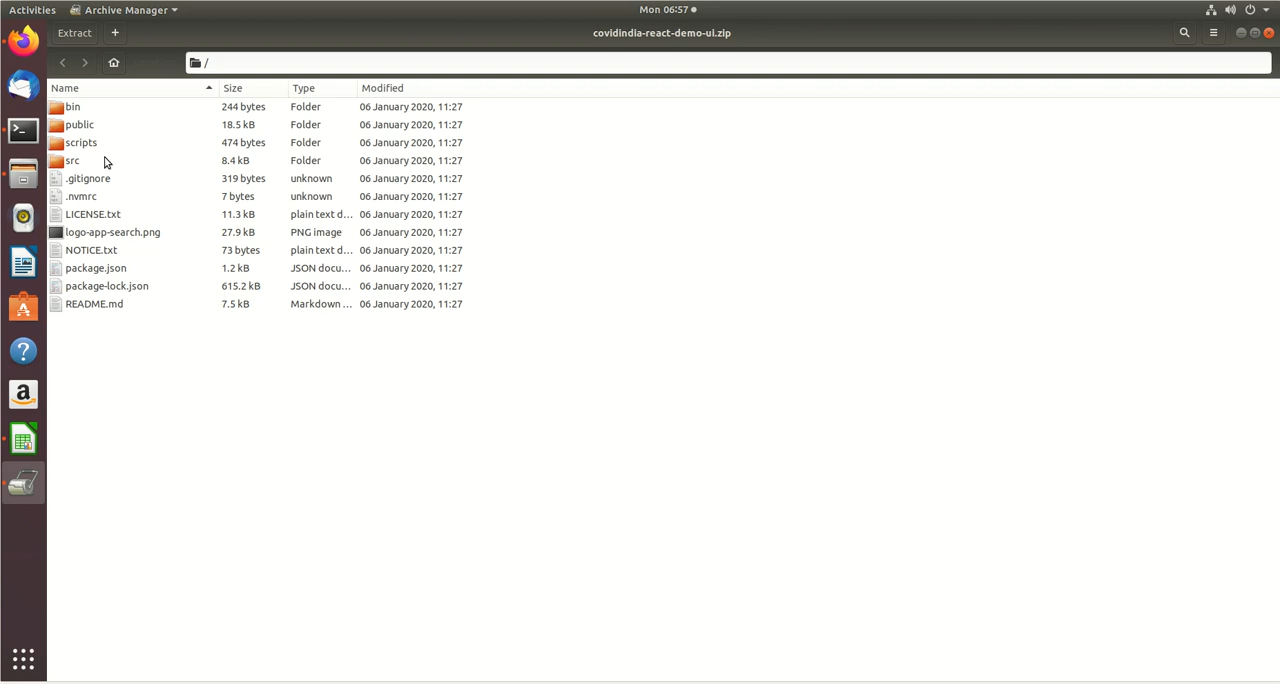 Activities Archive Manager Mon 06:57
Extract + covidindia-react-demo-ui.zip
/
Name Size Type Modified
bin 244 bytes Folder 06 January 2020, 11:27
public 18.5 kB Folder 06 January 2020, 11:27
scripts 474 bytes Folder 06 January 2020, 11:27
src 8.4 kB Folder 06 January 2020, 11:27
.gitignore 319 bytes unknown 06 January 2020, 11:27
.nvmrc 7 bytes unknown 06 January 2020, 11:27
LICENSE.txt 11.3 kB plain text d... 06 January 2020, 11:27
logo-app-search.png 27.9 kB PNG image 06 January 2020, 11:27
NOTICE.txt 73 bytes plain text d... 06 January 2020, 11:27
package.json 1.2 kB JSON docu... 06 January 2020, 11:27
package-lock.json 615.2 kB JSON docu... 06 January 2020, 11:27
README.md 7.5 kB Markdown ... 06 January 2020, 11:27